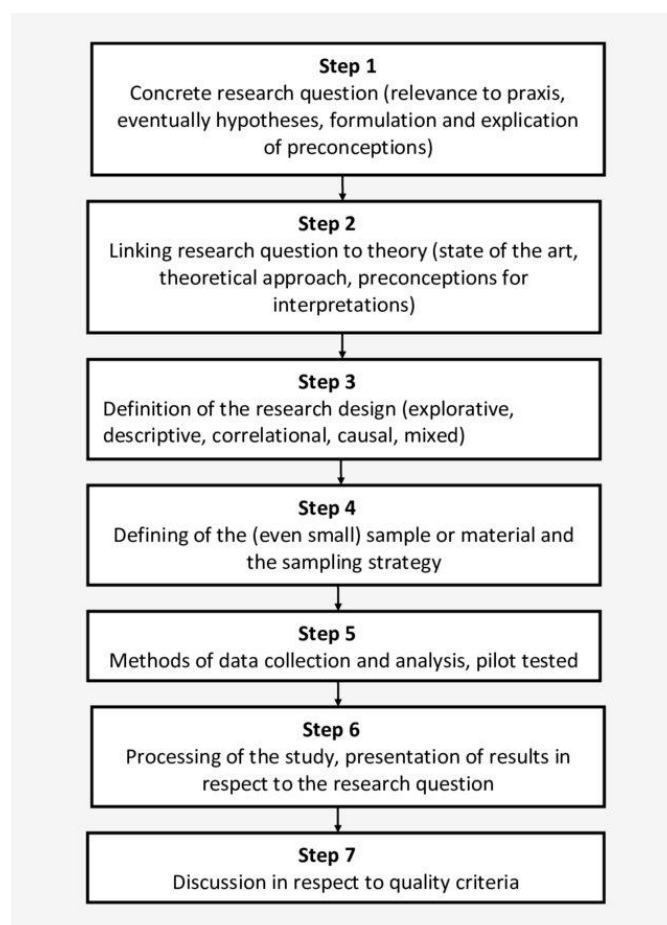 Step 1
Concrete research question (relevance to praxis,
eventually hypotheses, formulation and explication
of preconceptions)
Step 2
Linking research question to theory (state of the art,
theoretical approach, preconceptions for
interpretations)
Step 3
Definition of the research design (explorative,
descriptive, correlational, causal, mixed)
Step 4
Defining of the (even small) sample or material and
the sampling strategy
Step 5
Methods of data collection and analysis, pilot tested
Step 6
Processing of the study, presentation of results in
respect to the research question
Step 7
Discussion in respect to quality criteria